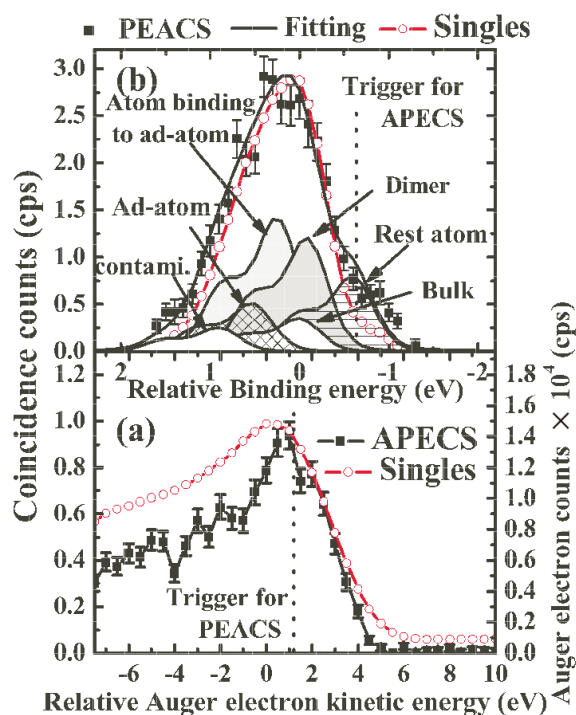 PEACS Fitting Singles
(b)
Trigger for
APECS
Atom binding
to ad-atom
Dimer
Ad-atom
Rest atom
contami.
Bulk
3.0
2.5
2.0
1.5
1.0
0.5
0.0
2 1 0 -1 -2
Relative Binding energy (eV)
Coincidence counts (cps)
(a)
APECS
Singles
Trigger for
PEACS
1.2
1.0
0.8
0.6
0.4
0.2
0.0
1.8
1.6
1.4
1.2
1.0
0.8
0.6
0.4
0.2
0.0
Auger electron counts × 10⁴ (cps)
-6 -4 -2 0 2 4 6 8 10
Relative Auger electron kinetic energy (eV)